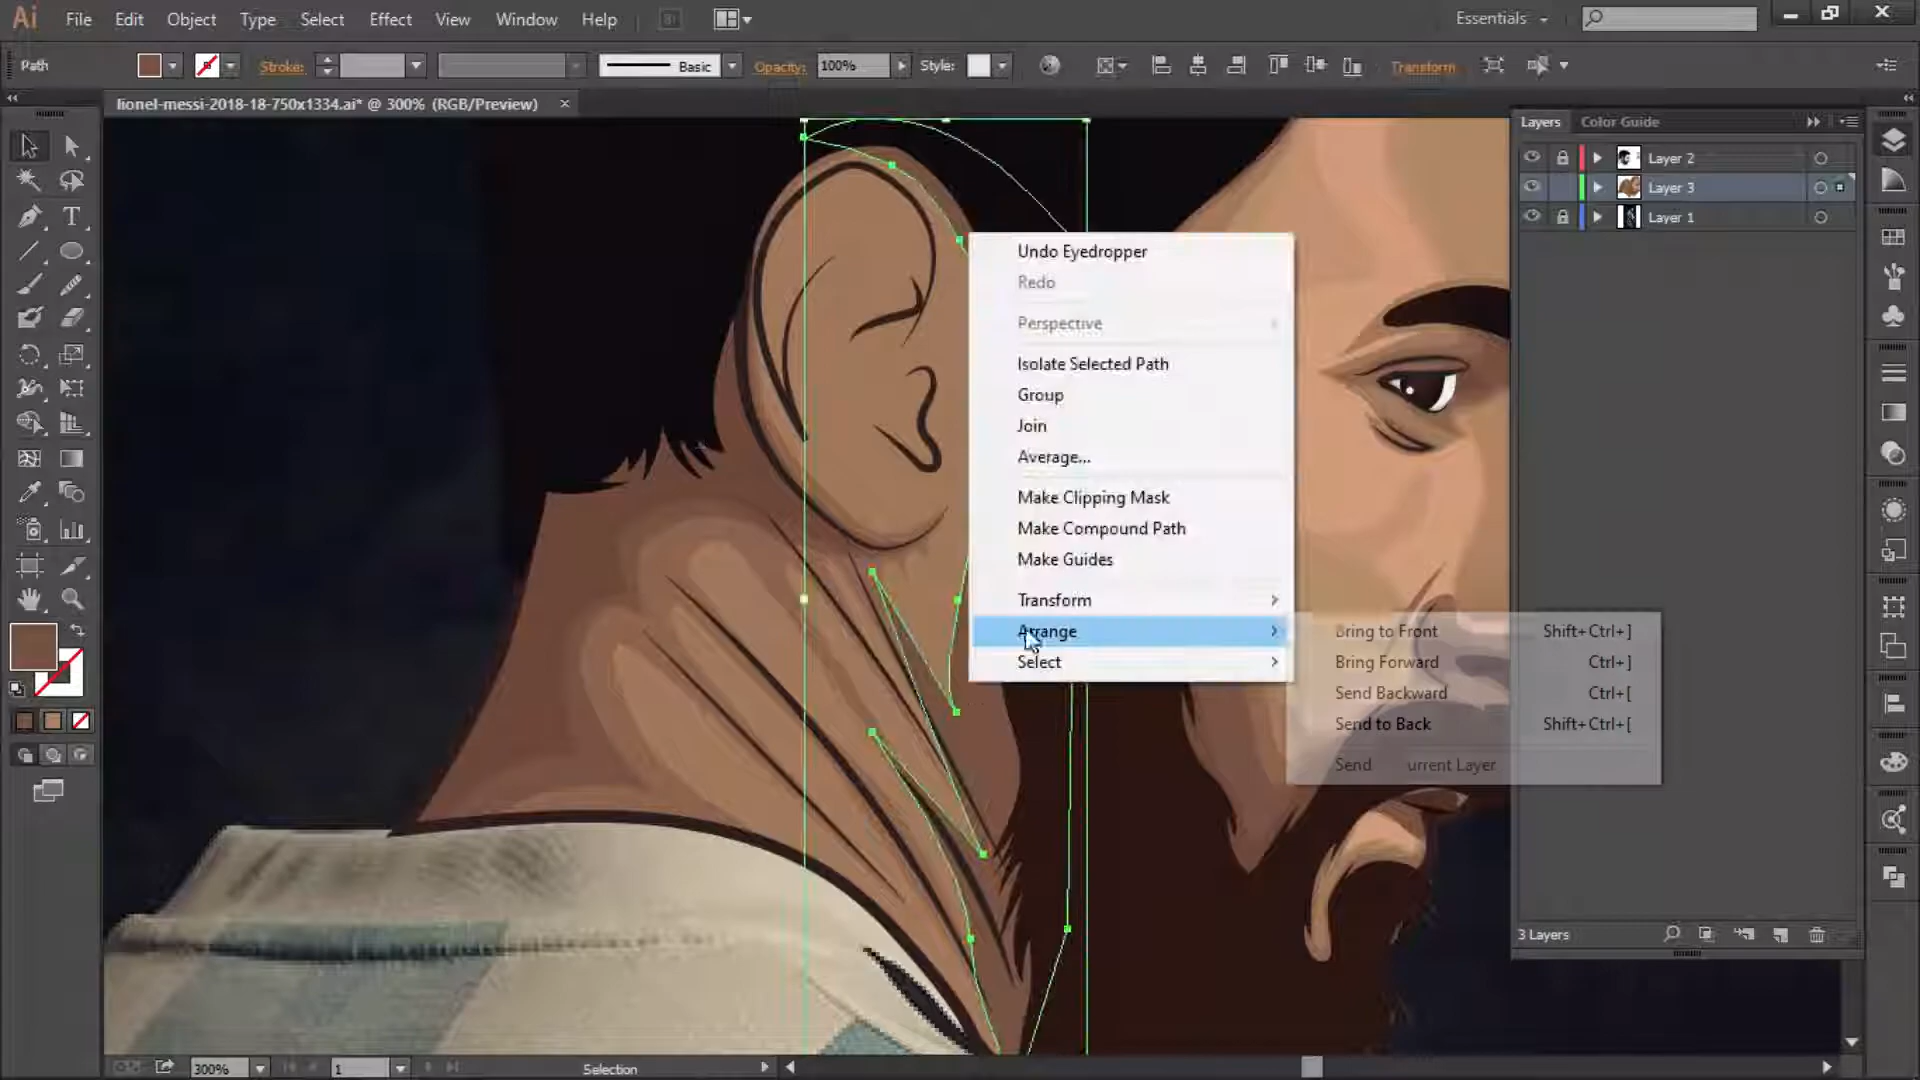 Ai File Edit Object Type Select Effect View Window Help Br Essentials
Path Stroke: Basic Opacity: 100% Style: Transform
lionel-messi-2018-18-750x1334.ai* @ 300% (RGB/Preview)
Layers Color Guide
Layer 2
Layer 3
Layer 1
Undo Eyedropper
Redo
Perspective
Isolate Selected Path
Group
Join
Average...
Make Clipping Mask
Make Compound Path
Make Guides
Transform
Arrange
Select
Bring to Front Shift+Ctrl+]
Bring Forward Ctrl+]
Send Backward Ctrl+[
Send to Back Shift+Ctrl+[
Send urrent Layer
3 Layers
300% 1 Selection